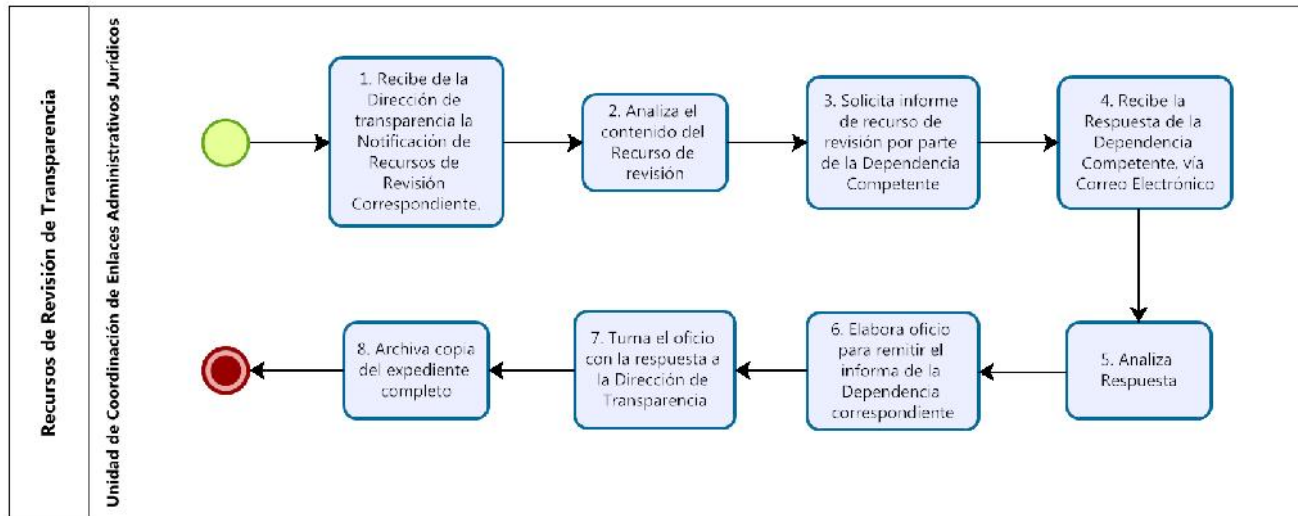 Recursos de Revisión de Transparencia
Unidad de Coordinación de Enlaces Administrativos Jurídicos
1. Recibe de la
Dirección de
transparencia la
Notificación de
Recursos de
Revisión
Correspondiente.
2. Analiza el
contenido del
Recurso de
revisión
3. Solicita informe
de recurso de
revisión por parte
de la Dependencia
Competente
4. Recibe la
Respuesta de la
Dependencia
Competente, vía
Correo Electrónico
5. Analiza
Respuesta
6. Elabora oficio
para remitir el
informa de la
Dependencia
correspondiente
7. Turna el oficio
con la respuesta a
la Dirección de
Transparencia
8. Archiva copia
del expediente
completo